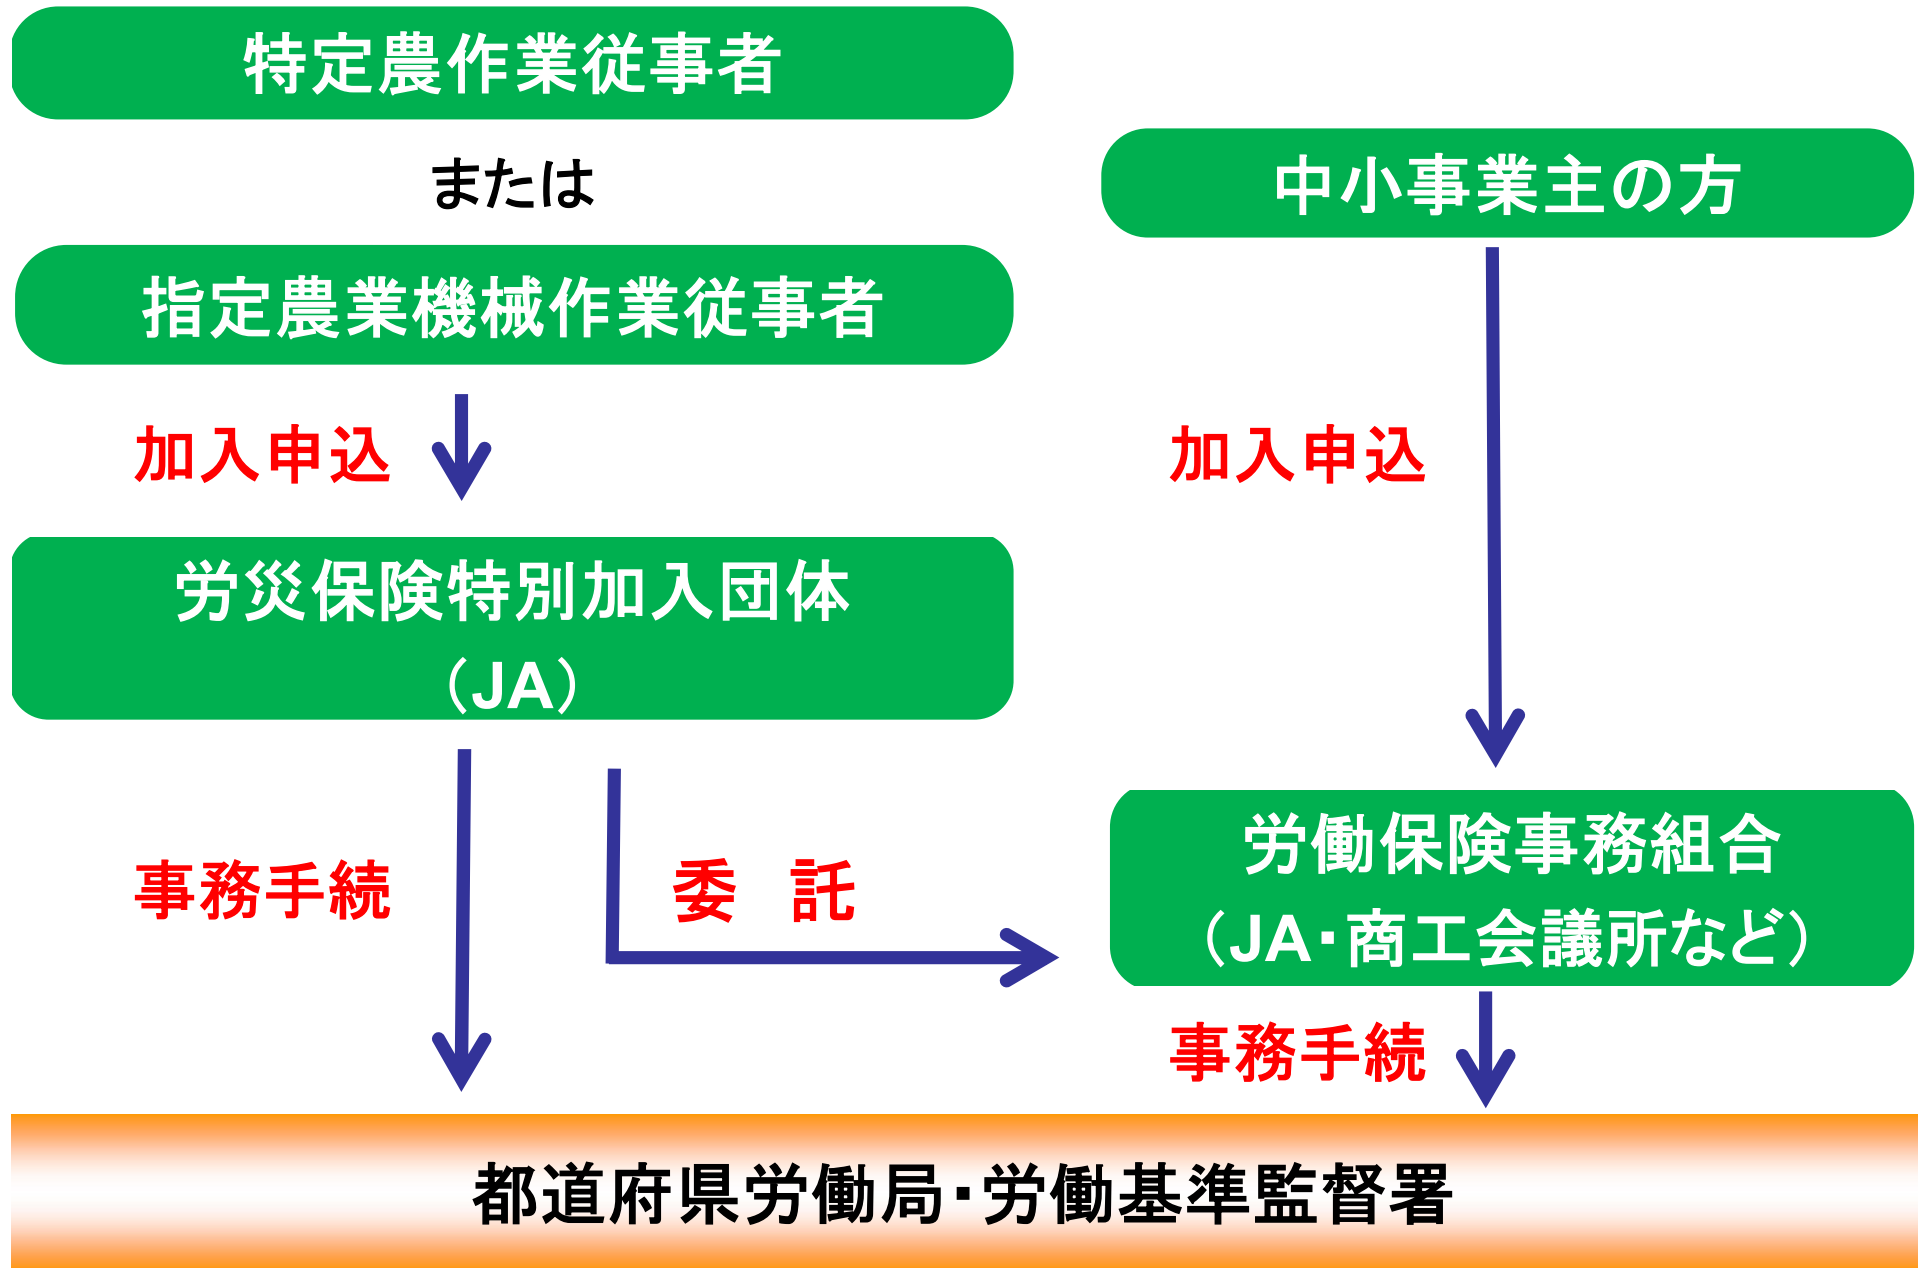 特定農作業従事者
または
指定農業機械作業従事者
加入申込
労災保険特別加入団体
（JA）
事務手続
委　託
中小事業主の方
加入申込
労働保険事務組合
（JA・商工会議所など）
事務手続
都道府県労働局・労働基準監督署